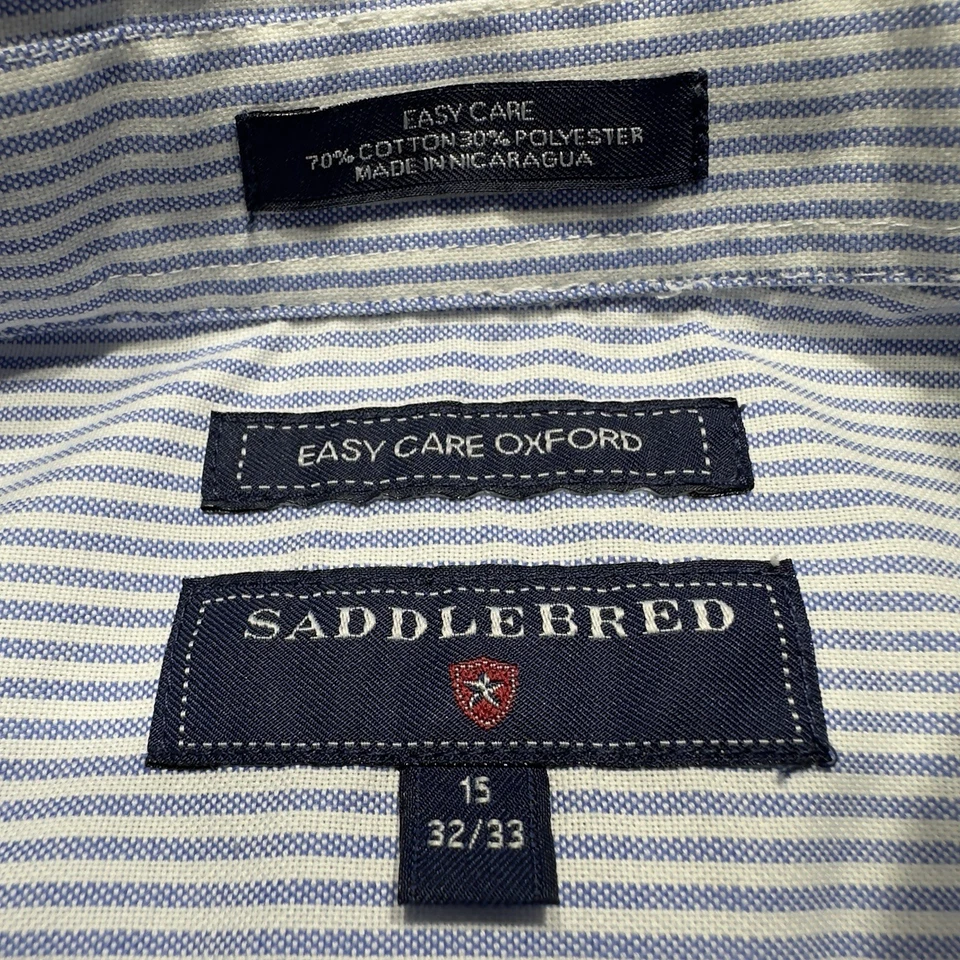 EASY CARE
70% COTTON 30% POLYESTER
MADE IN NICARAGUA
EASY CARE OXFORD
SADDLEBRED
15
32/33